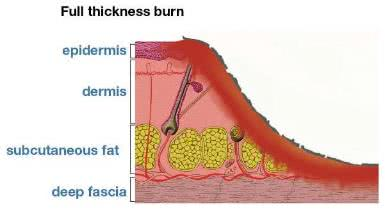 Full thickness burn
epidermis
dermis
subcutaneous fat
deep fascia